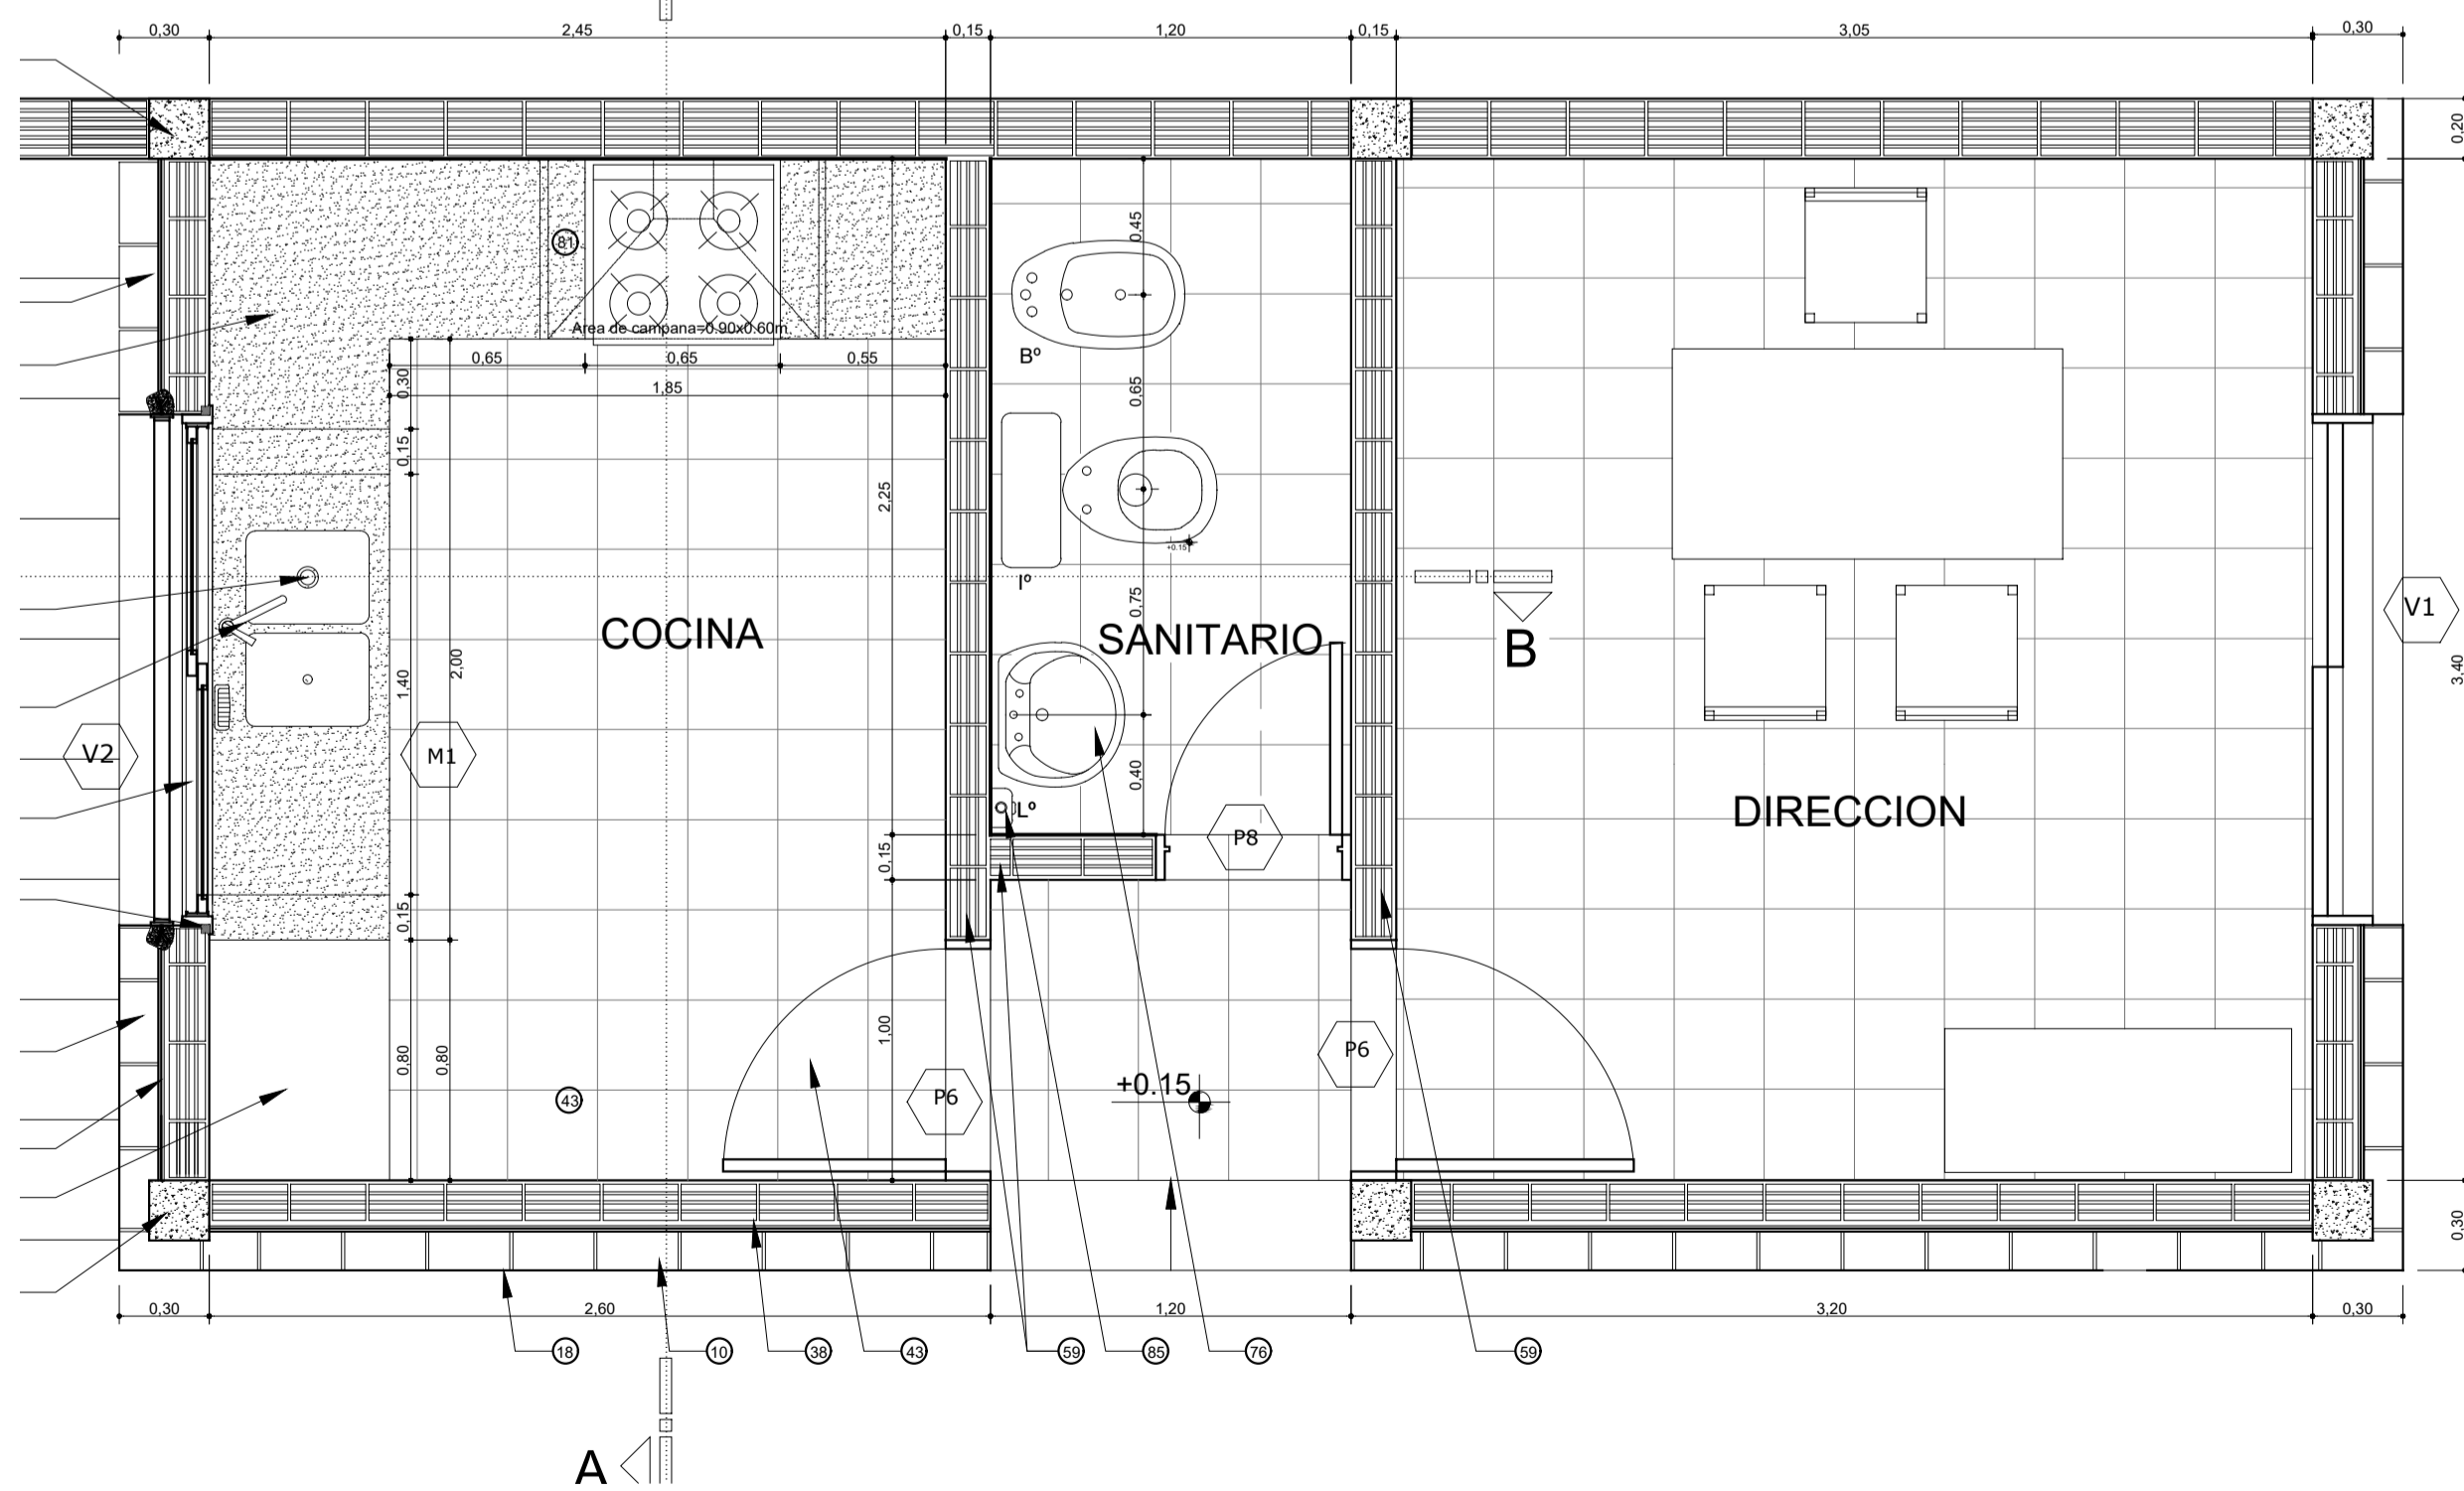 0,30 2,45 0,15 1,20 0,15 3,05 0,30
0,20
81
Area de campana=0.90x0.60m.
0,65 0,65 0,55
1,85
0,30
0,15
1,40
0,15
0,80
2,00
0,80
2,25
0,15
1,00
0,45
0,65
0,75
0,40
Bº
Iº
+0.15
Lº
COCINA
SANITARIO
B
DIRECCION
V1
3,40
V2
M1
P8
P6
P6
43
+0.15
0,30
0,30 2,60 1,20 3,20 0,30
18 10 38 43 59 85 76 59
A